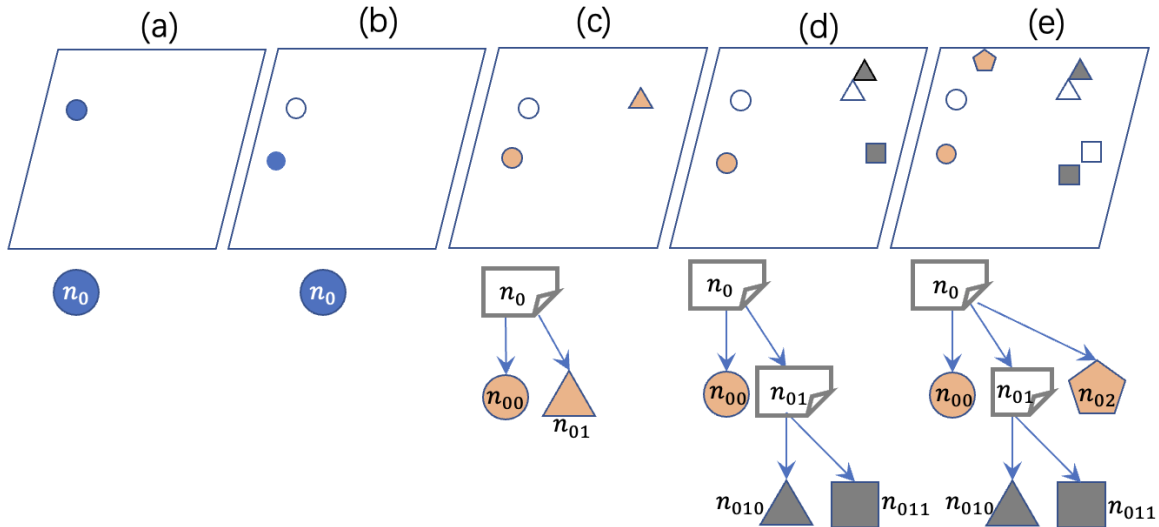 (a) (b) (c) (d) (e)
n₀ n₀ n₀ n₀ n₀
n₀₀ n₀₁ n₀₀ n₀₁ n₀₀ n₀₁ n₀₂
n₀₁₀ n₀₁₁ n₀₁₀ n₀₁₁